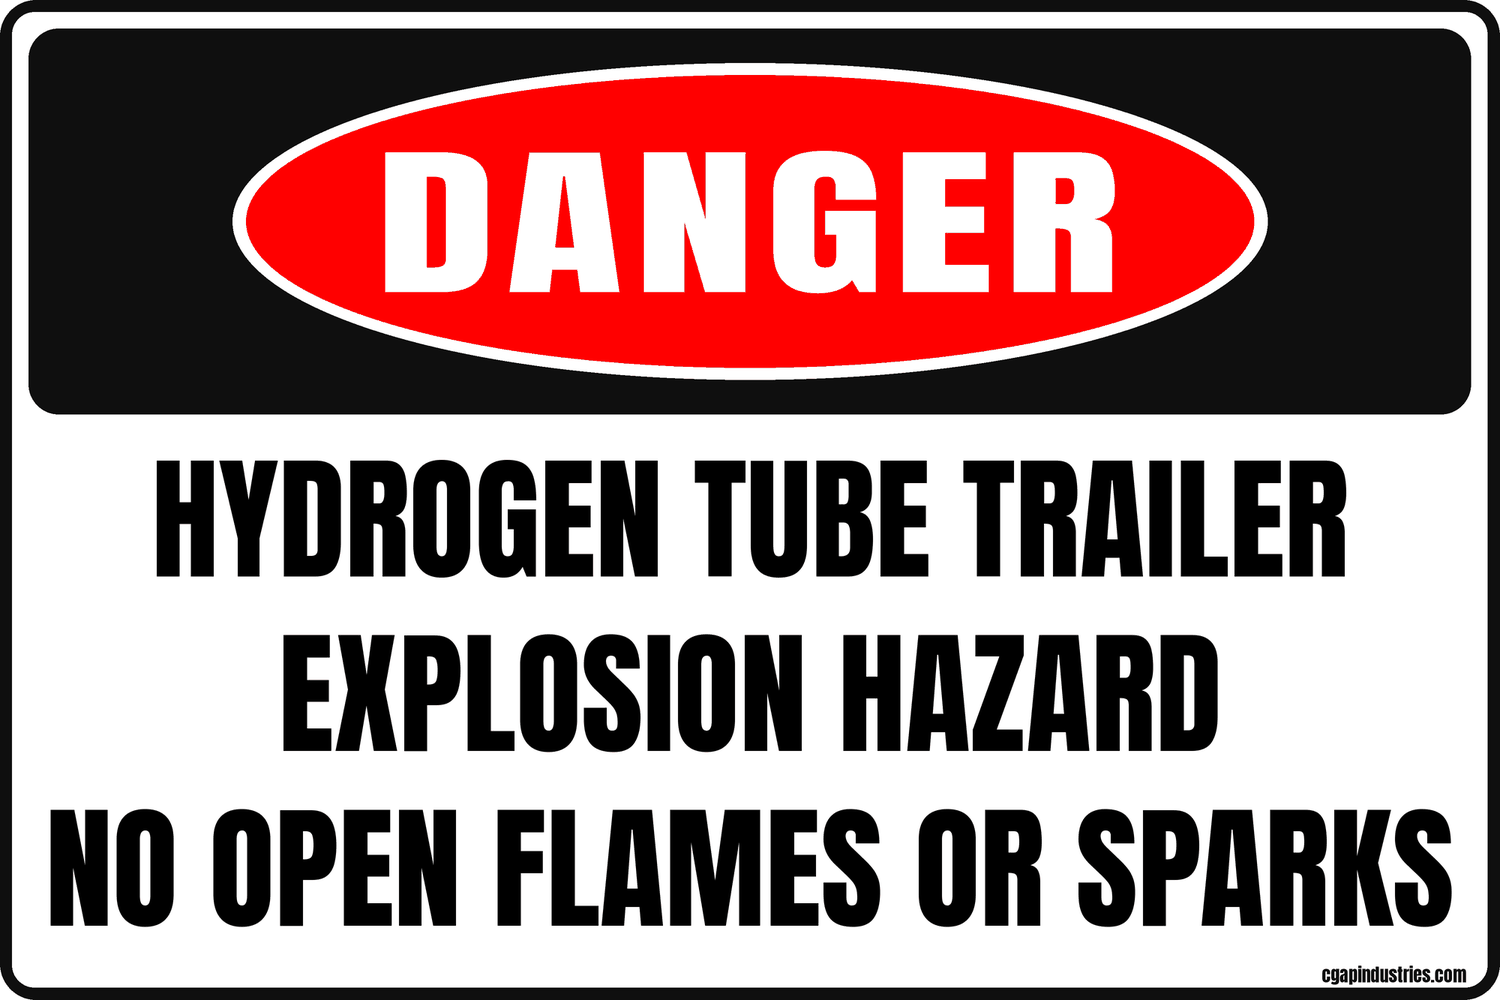 DANGER
HYDROGEN TUBE TRAILER
EXPLOSION HAZARD
NO OPEN FLAMES OR SPARKS
cgapindustries.com